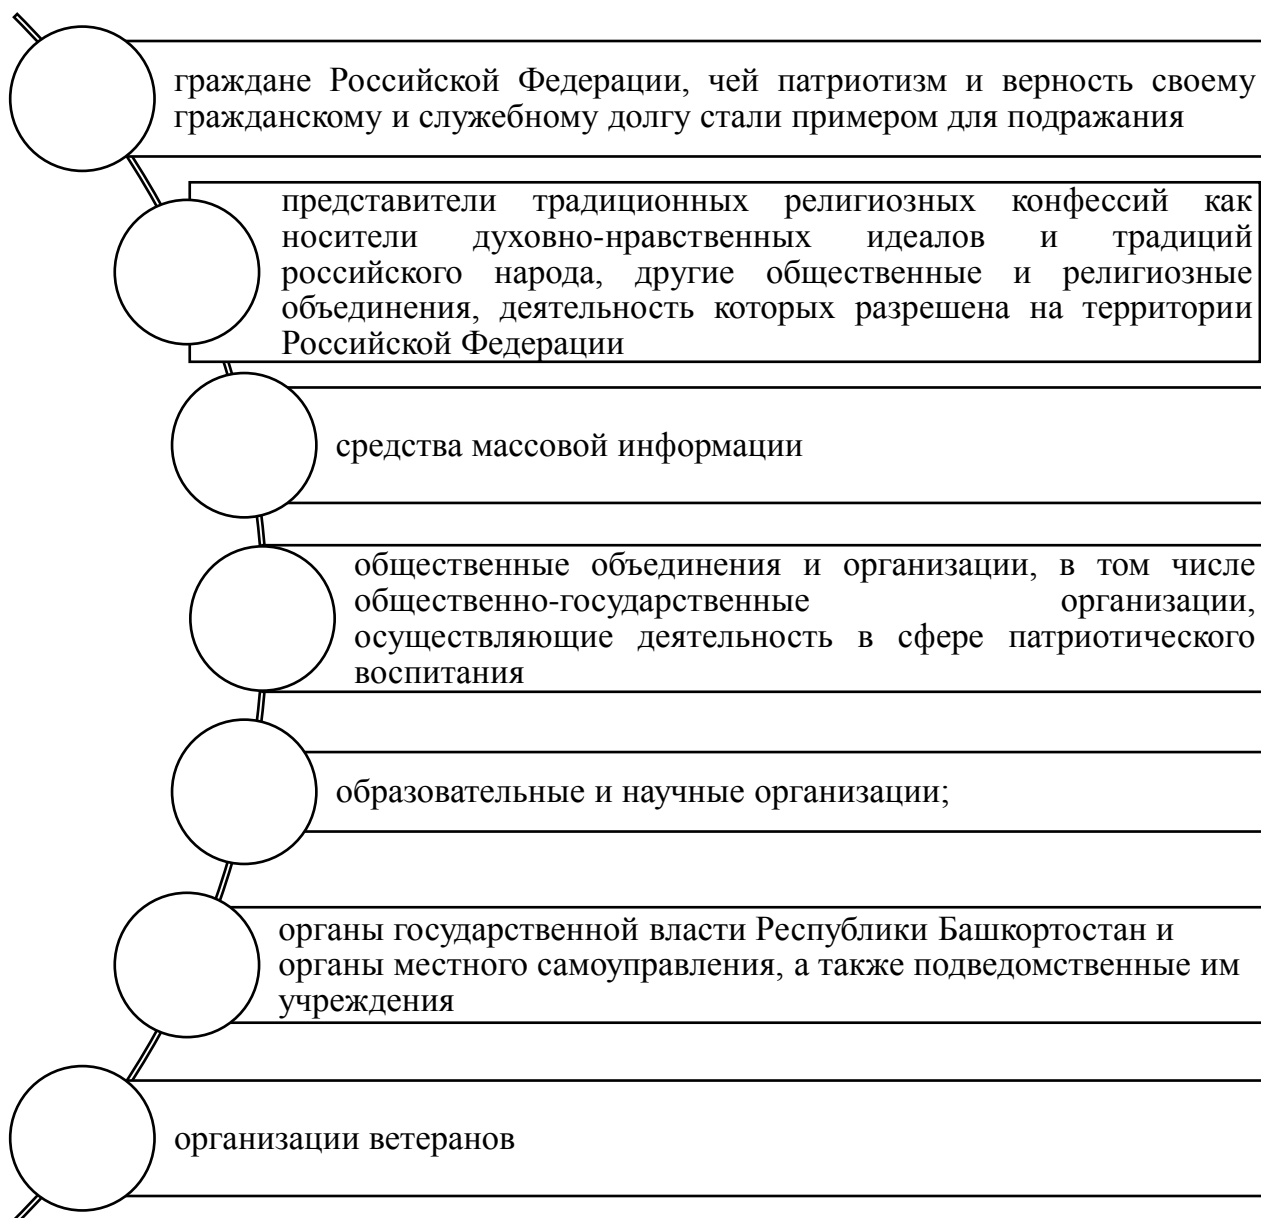 граждане Российской Федерации, чей патриотизм и верность своему
гражданскому и служебному долгу стали примером для подражания
представители традиционных религиозных конфессий как
носители духовно-нравственных идеалов и традиций
российского народа, другие общественные и религиозные
объединения, деятельность которых разрешена на территории
Российской Федерации
средства массовой информации
общественные объединения и организации, в том числе
общественно-государственные организации,
осуществляющие деятельность в сфере патриотического
воспитания
образовательные и научные организации;
органы государственной власти Республики Башкортостан и
органы местного самоуправления, а также подведомственные им
учреждения
организации ветеранов